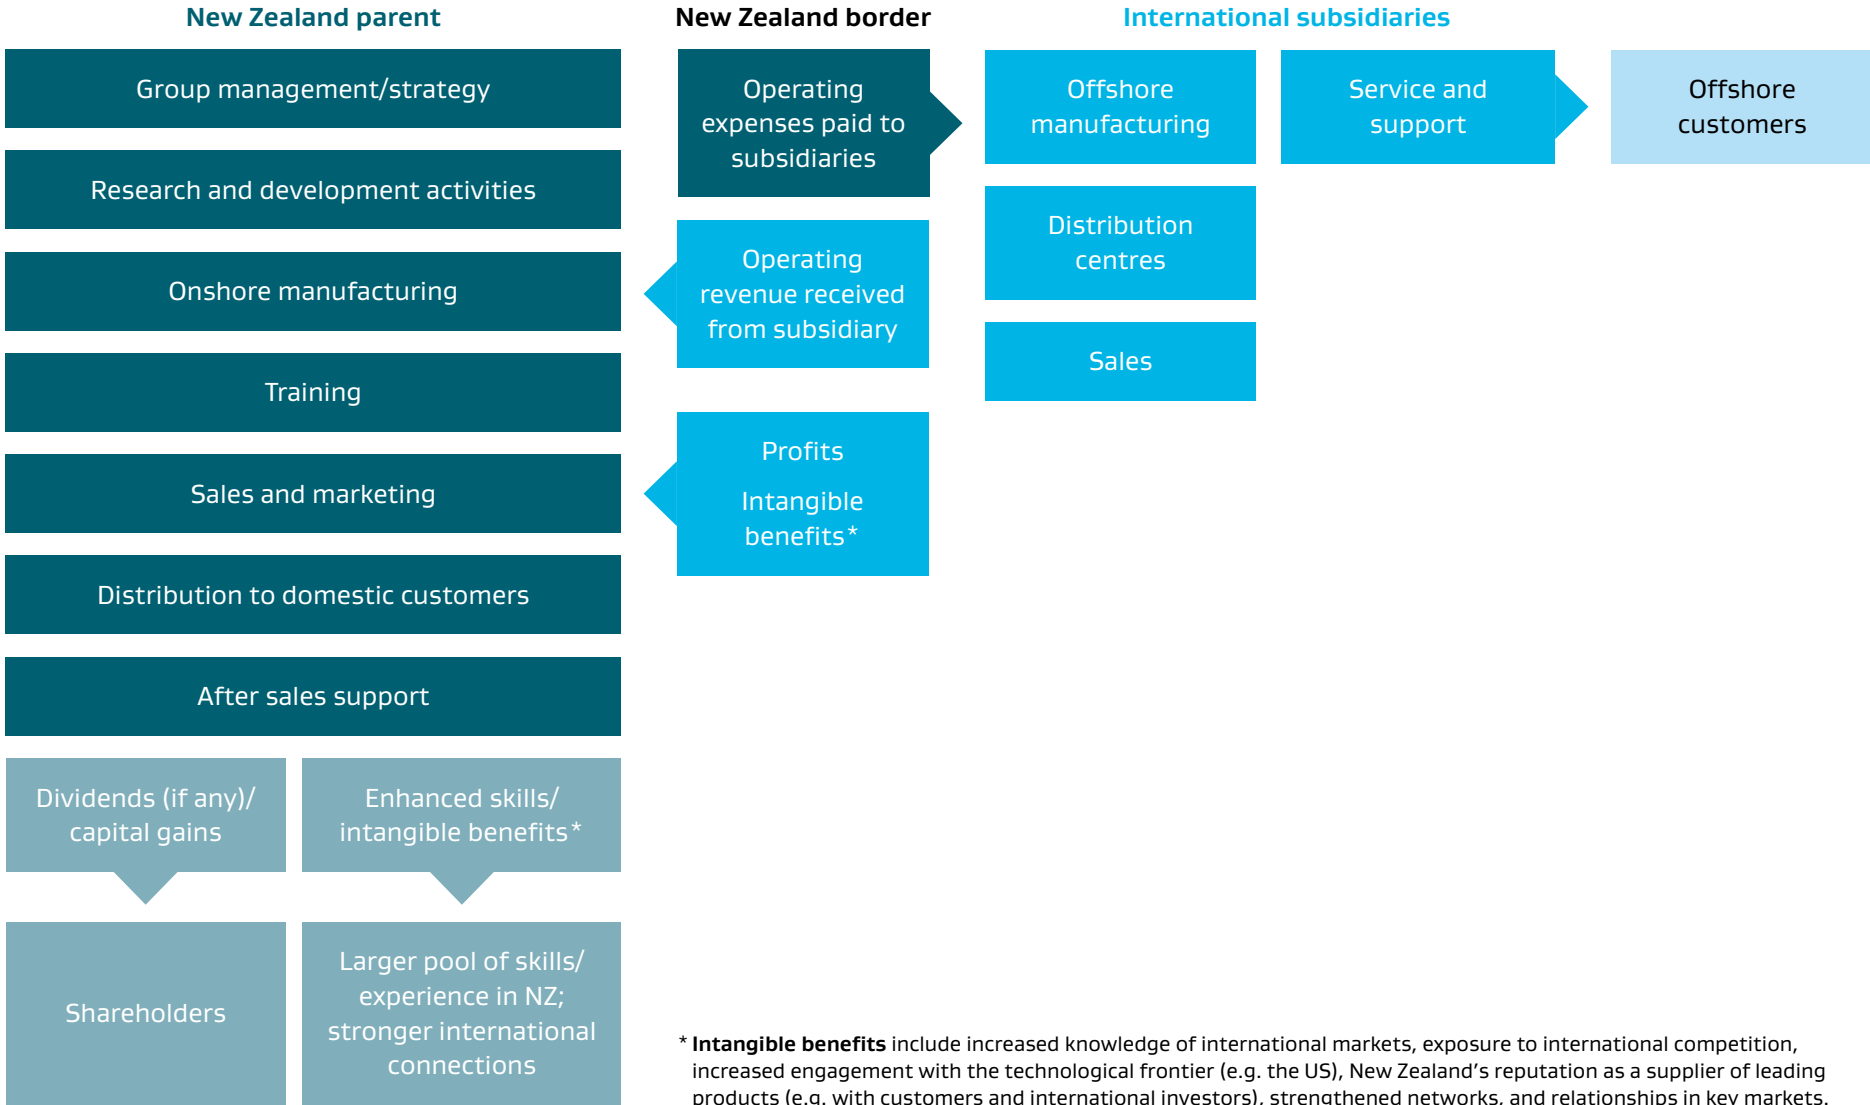 New Zealand parent
Group management/strategy
Research and development activities
Onshore manufacturing
Training
Sales and marketing
Distribution to domestic customers
After sales support
Dividends (if any)/
capital gains
Enhanced skills/
intangible benefits*
Shareholders
Larger pool of skills/
experience in NZ;
stronger international
connections
New Zealand border
Operating
expenses paid to
subsidiaries
Operating
revenue received
from subsidiary
Profits
Intangible
benefits*
International subsidiaries
Offshore
manufacturing
Service and
support
Offshore
customers
Distribution
centres
Sales
* Intangible benefits include increased knowledge of international markets, exposure to international competition,
increased engagement with the technological frontier (e.g. the US), New Zealand’s reputation as a supplier of leading
products (e.g. with customers and international investors), strengthened networks, and relationships in key markets.